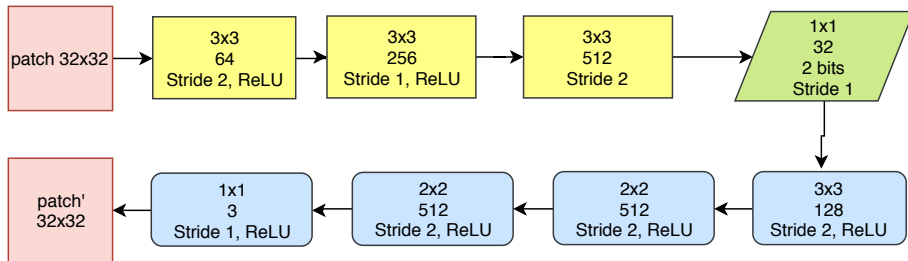 patch 32x32
3x3
64
Stride 2, ReLU
3x3
256
Stride 1, ReLU
3x3
512
Stride 2
1x1
32
2 bits
Stride 1
3x3
128
Stride 2, ReLU
2x2
512
Stride 2, ReLU
2x2
512
Stride 2, ReLU
1x1
3
Stride 1, ReLU
patch'
32x32